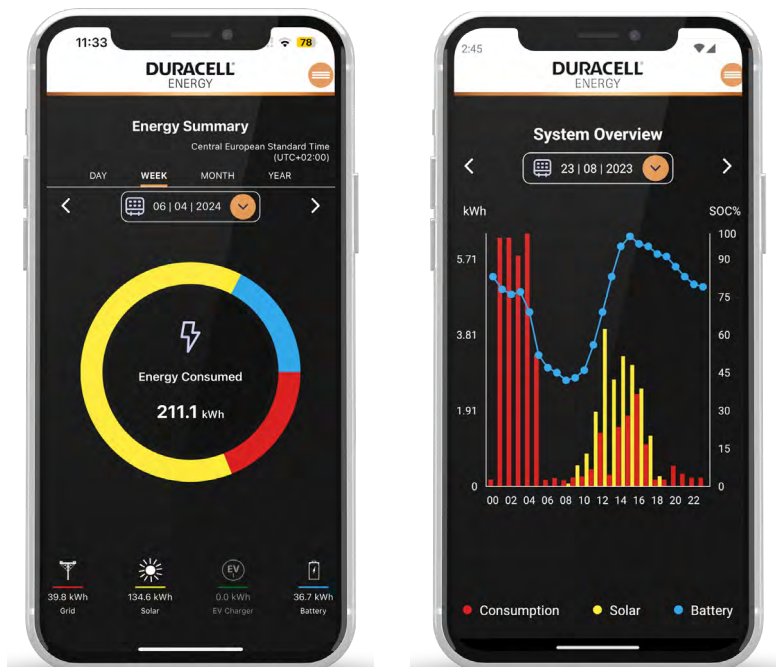 11:33
78
DURACELL
ENERGY
Energy Summary
Central European Standard Time
(UTC+02:00)
DAY WEEK MONTH YEAR
06 | 04 | 2024
Energy Consumed
211.1 kWh
EV
39.8 kWh 134.6 kWh 0.0 kWh 36.7 kWh
Grid Solar EV Charger Battery
2:45
DURACELL
ENERGY
System Overview
23 | 08 | 2023
kWh SOC%
100
90
5.71
75
3.81 60
45
1.91 30
15
0 0
00 02 04 06 08 10 12 14 16 18 20 22
Consumption Solar Battery